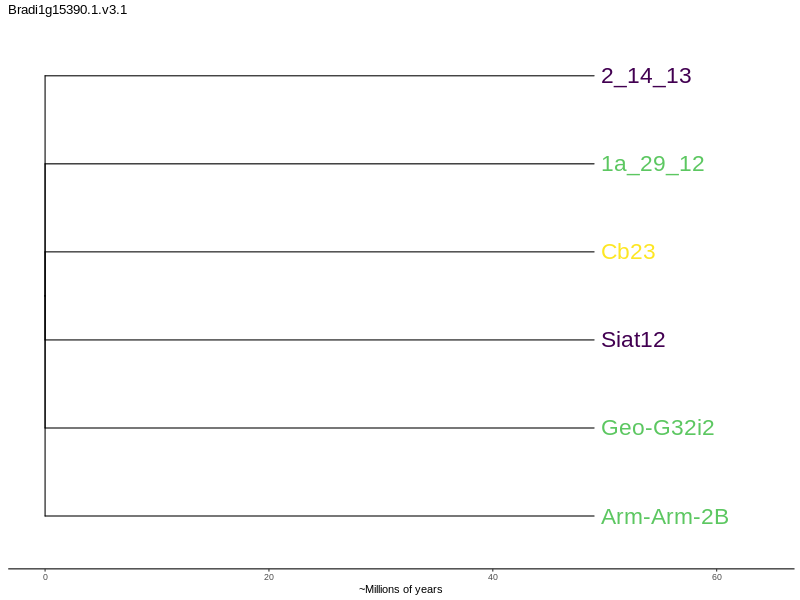 Bradi1g15390.1.v3.1
2_14_13
1a_29_12
Cb23
Siat12
Geo-G32i2
Arm-Arm-2B
0 20 40 60
~Millions of years